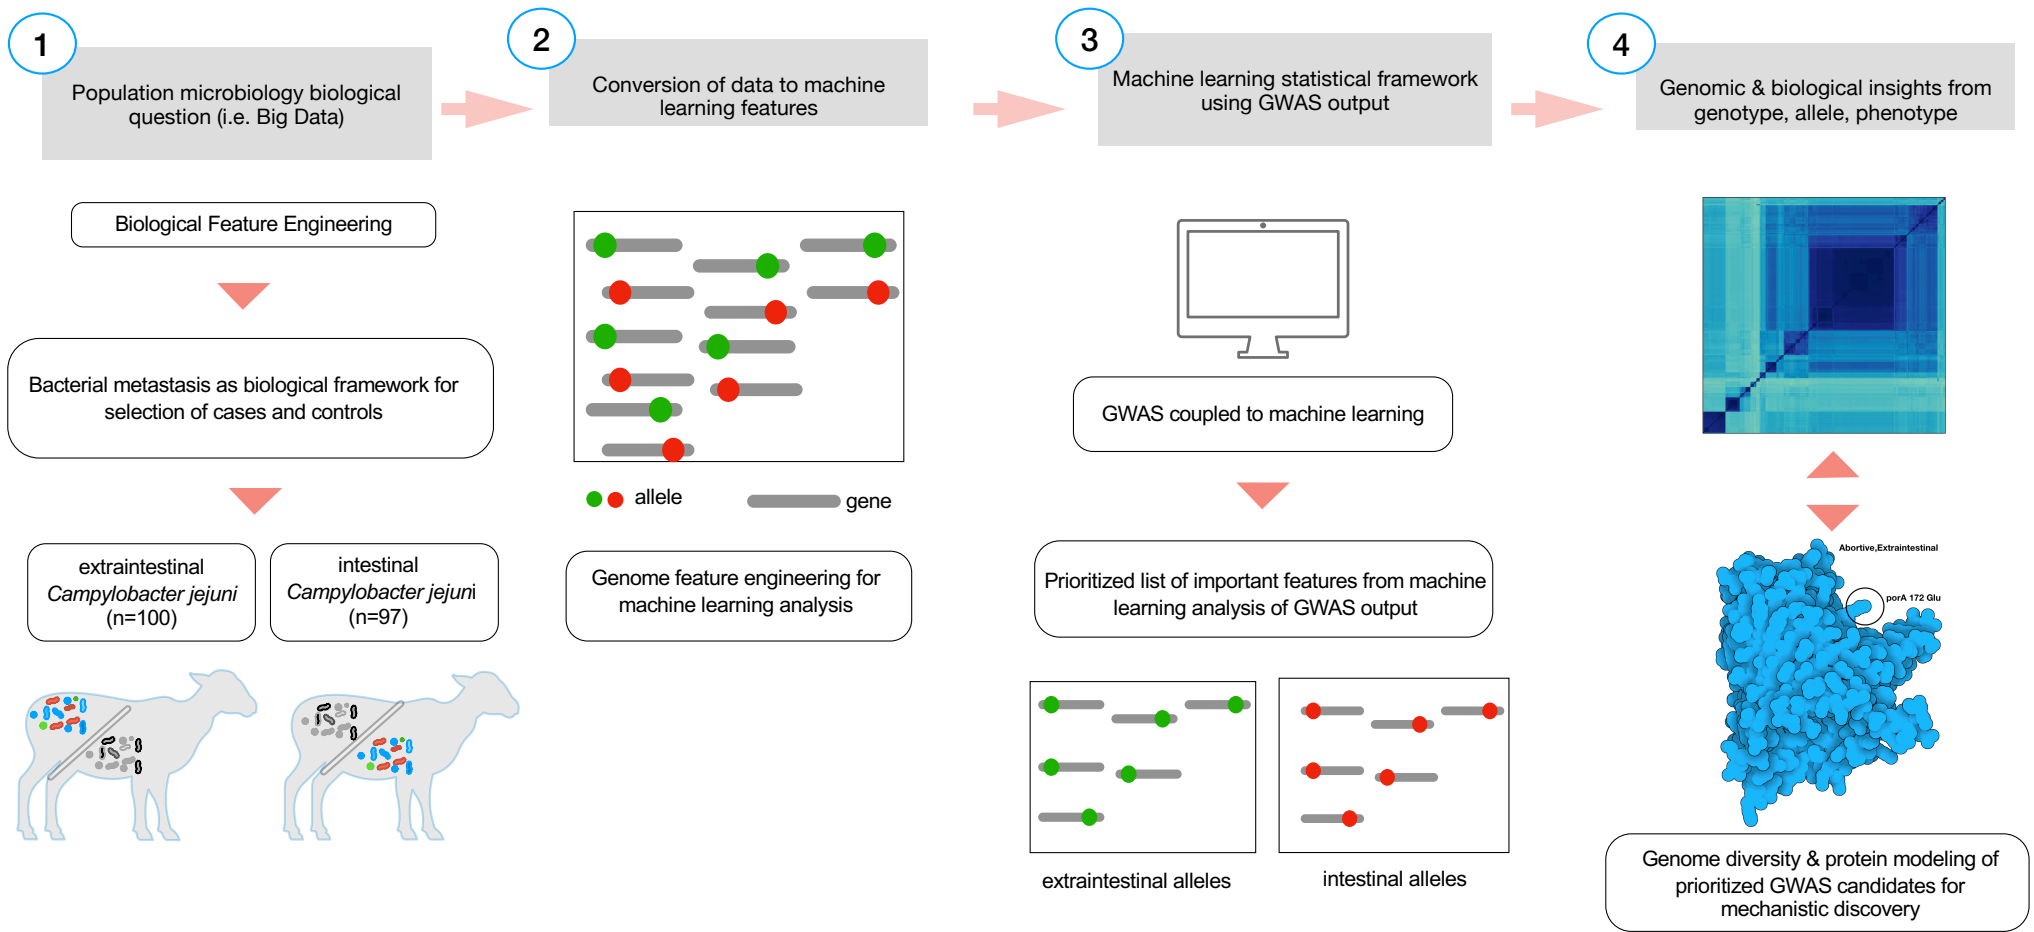 1
Population microbiology biological
question (i.e. Big Data)
Biological Feature Engineering
Bacterial metastasis as biological framework for
selection of cases and controls
extraintestinal
Campylobacter jejuni
(n=100)
intestinal
Campylobacter jejuni
(n=97)
2
Conversion of data to machine
learning features
allele
gene
Genome feature engineering for
machine learning analysis
3
Machine learning statistical framework
using GWAS output
GWAS coupled to machine learning
Prioritized list of important features from machine
learning analysis of GWAS output
extraintestinal alleles
intestinal alleles
4
Genomic & biological insights from
genotype, allele, phenotype
Abortive,Extraintestinal
porA 172 Glu
Genome diversity & protein modeling of
prioritized GWAS candidates for
mechanistic discovery